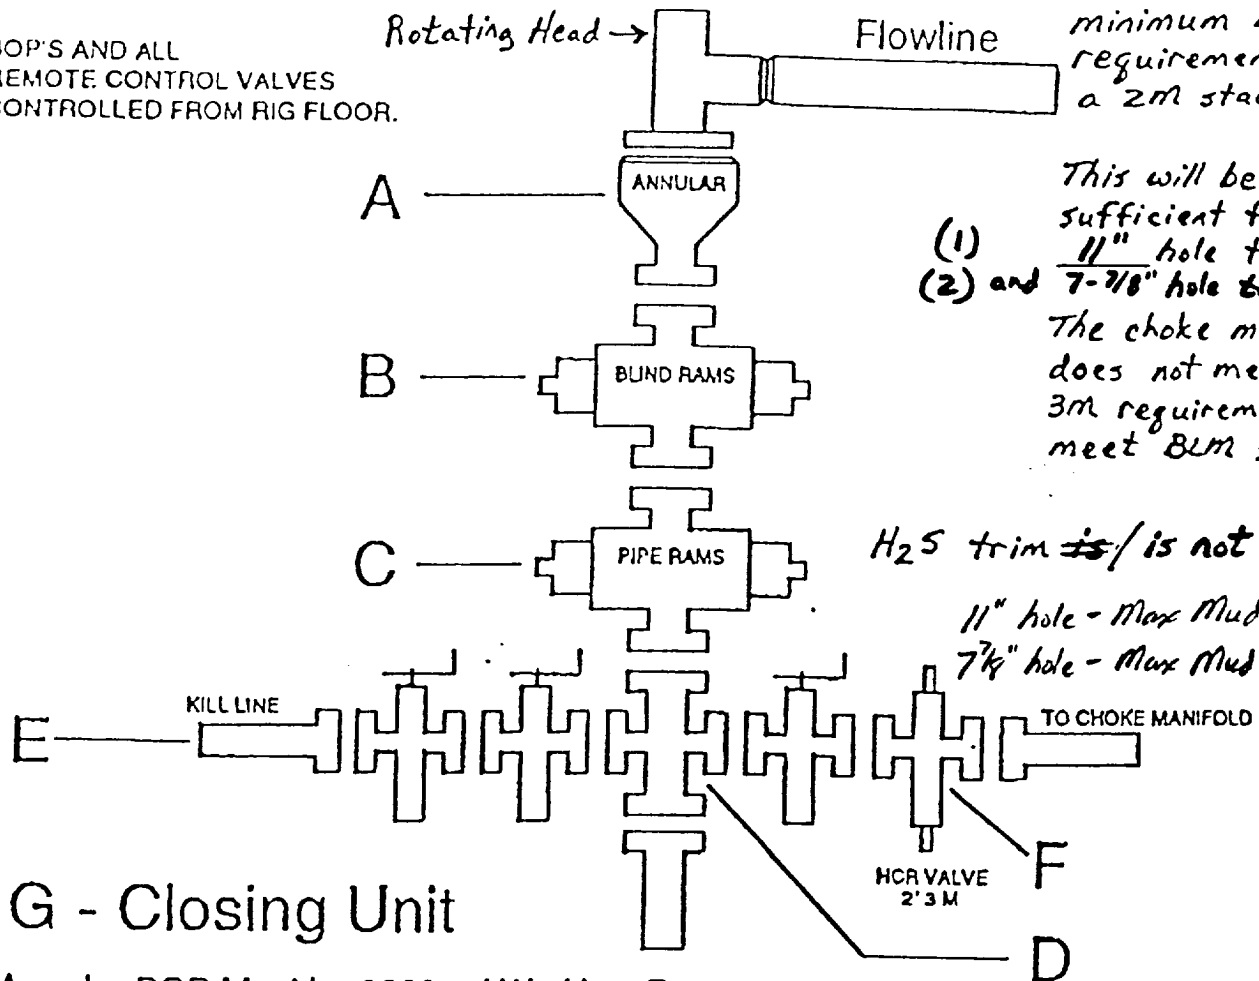 BOP'S AND ALL
REMOTE CONTROL VALVES
CONTROLLED FROM RIG FLOOR.
Rotating Head →
Flowline
minimum
requiremen
a 2M sta
A
ANNULAR
This will be
sufficient f
(1) 11" hole
(2) and 7-7/8" hole
The choke m
does not me
3M requirem
meet BLM
B
BLIND RAMS
C
PIPE RAMS
H2S trim is / is not
11" hole - Max Mud
7 7/8" hole - Max Mud
E
KILL LINE
TO CHOKE MANIFOLD
HCR VALVE
2" 3 M
F
G - Closing Unit
D